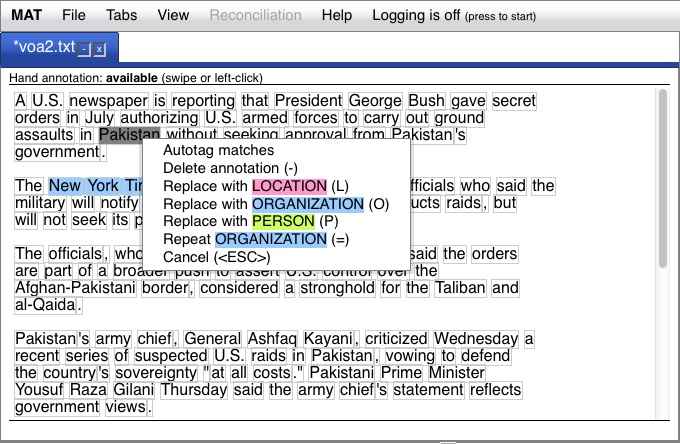 MAT File Tabs View Reconciliation Help Logging is off (press to start)
*voa2.txt - x
Hand annotation: available (swipe or left-click)
A U.S. newspaper is reporting that President George Bush gave secret
orders in July authorizing U.S. armed forces to carry out ground
assaults in Pakistan without seeking approval from Pakistan's
government.
Autotag matches
Delete annotation (-)
Replace with LOCATION (L)
Replace with ORGANIZATION (O)
Replace with PERSON (P)
Repeat ORGANIZATION (=)
Cancel (<ESC>)
The New York Tim officials who said the
military will notify ucts raids, but
will not seek its p
The officials, who said the orders
are part of a broader push to assert U.S. control over the
Afghan-Pakistani border, considered a stronghold for the Taliban and
al-Qaida.
Pakistan's army chief, General Ashfaq Kayani, criticized Wednesday a
recent series of suspected U.S. raids in Pakistan, vowing to defend
the country's sovereignty "at all costs." Pakistani Prime Minister
Yousuf Raza Gilani Thursday said the army chief's statement reflects
government views.